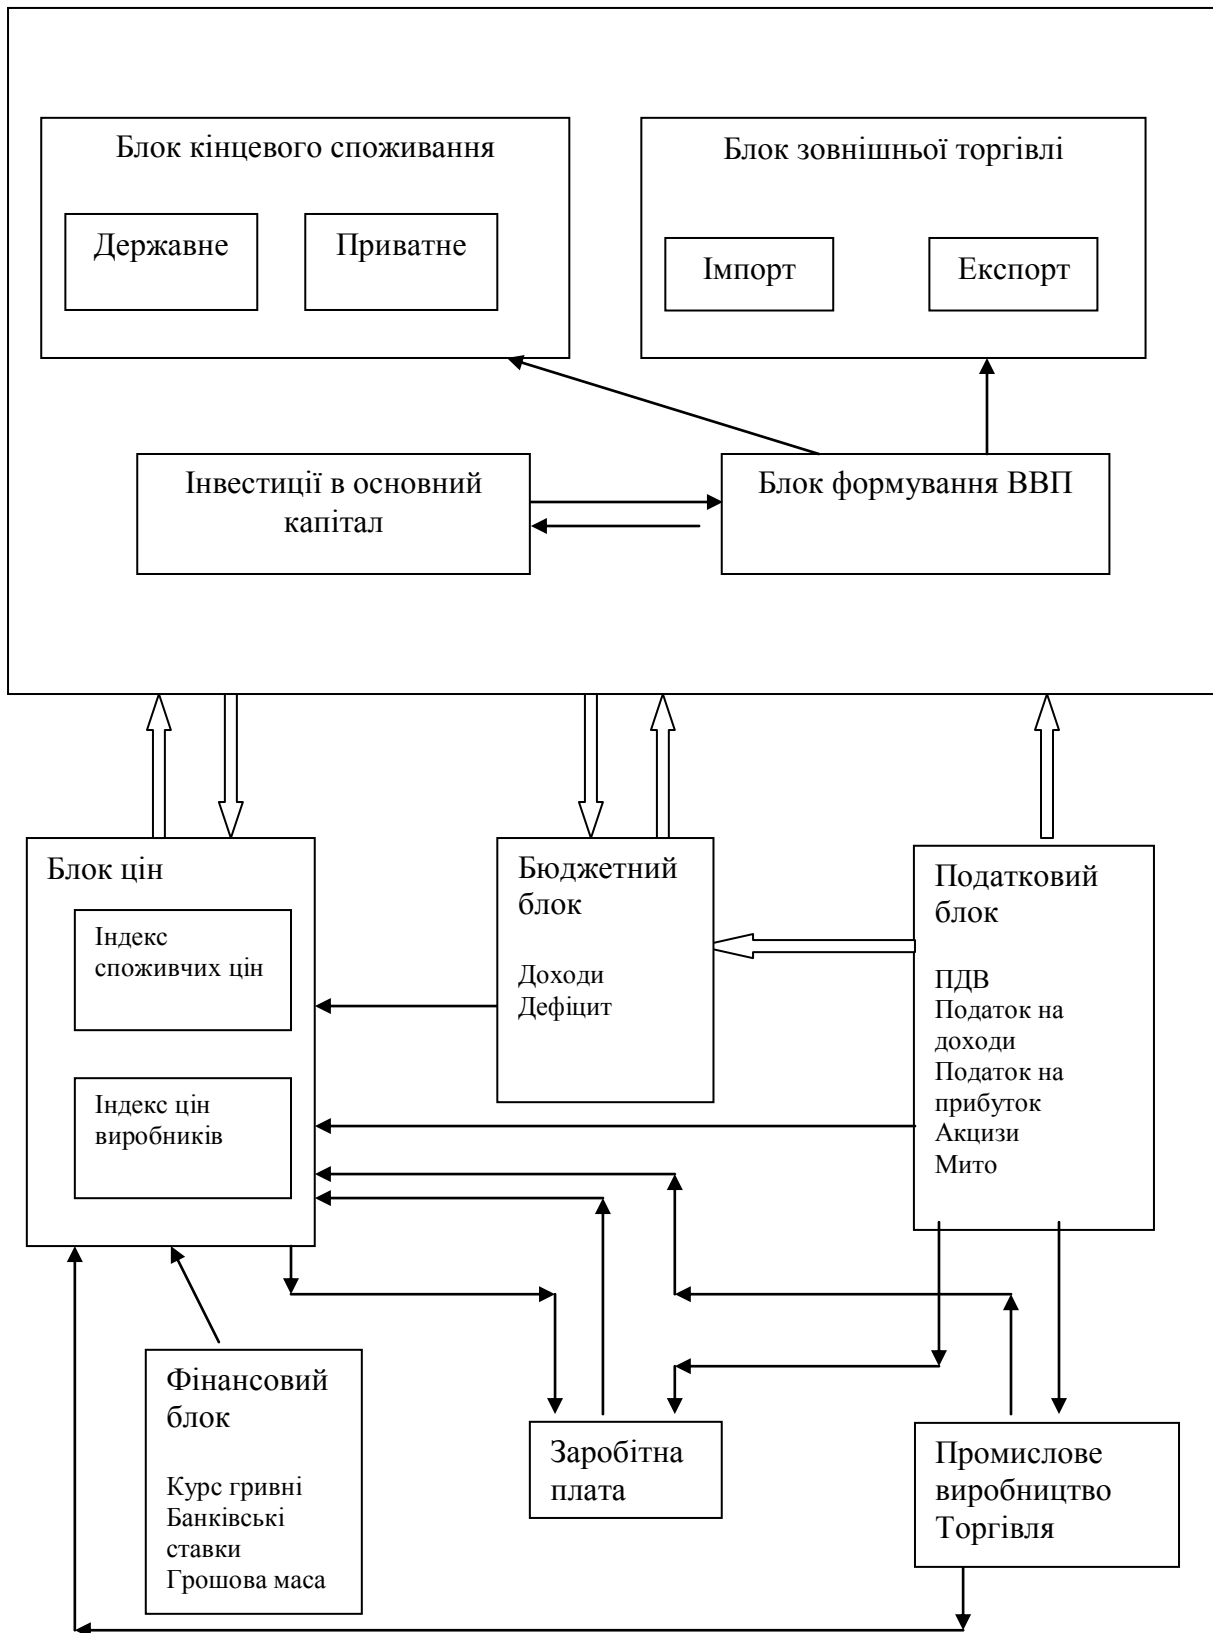 Блок кінцевого споживання
Державне
Приватне
Блок зовнішньої торгівлі
Імпорт
Експорт
Інвестиції в основний
капітал
Блок формування ВВП
Блок цін
Індекс
споживчих цін
Індекс цін
виробників
Бюджетний
блок
Доходи
Дефіцит
Податковий
блок
ПДВ
Податок на
доходи
Податок на
прибуток
Акцизи
Мито
Фінансовий
блок
Курс гривні
Банківські
ставки
Грошова маса
Заробітна
плата
Промислове
виробництво
Торгівля